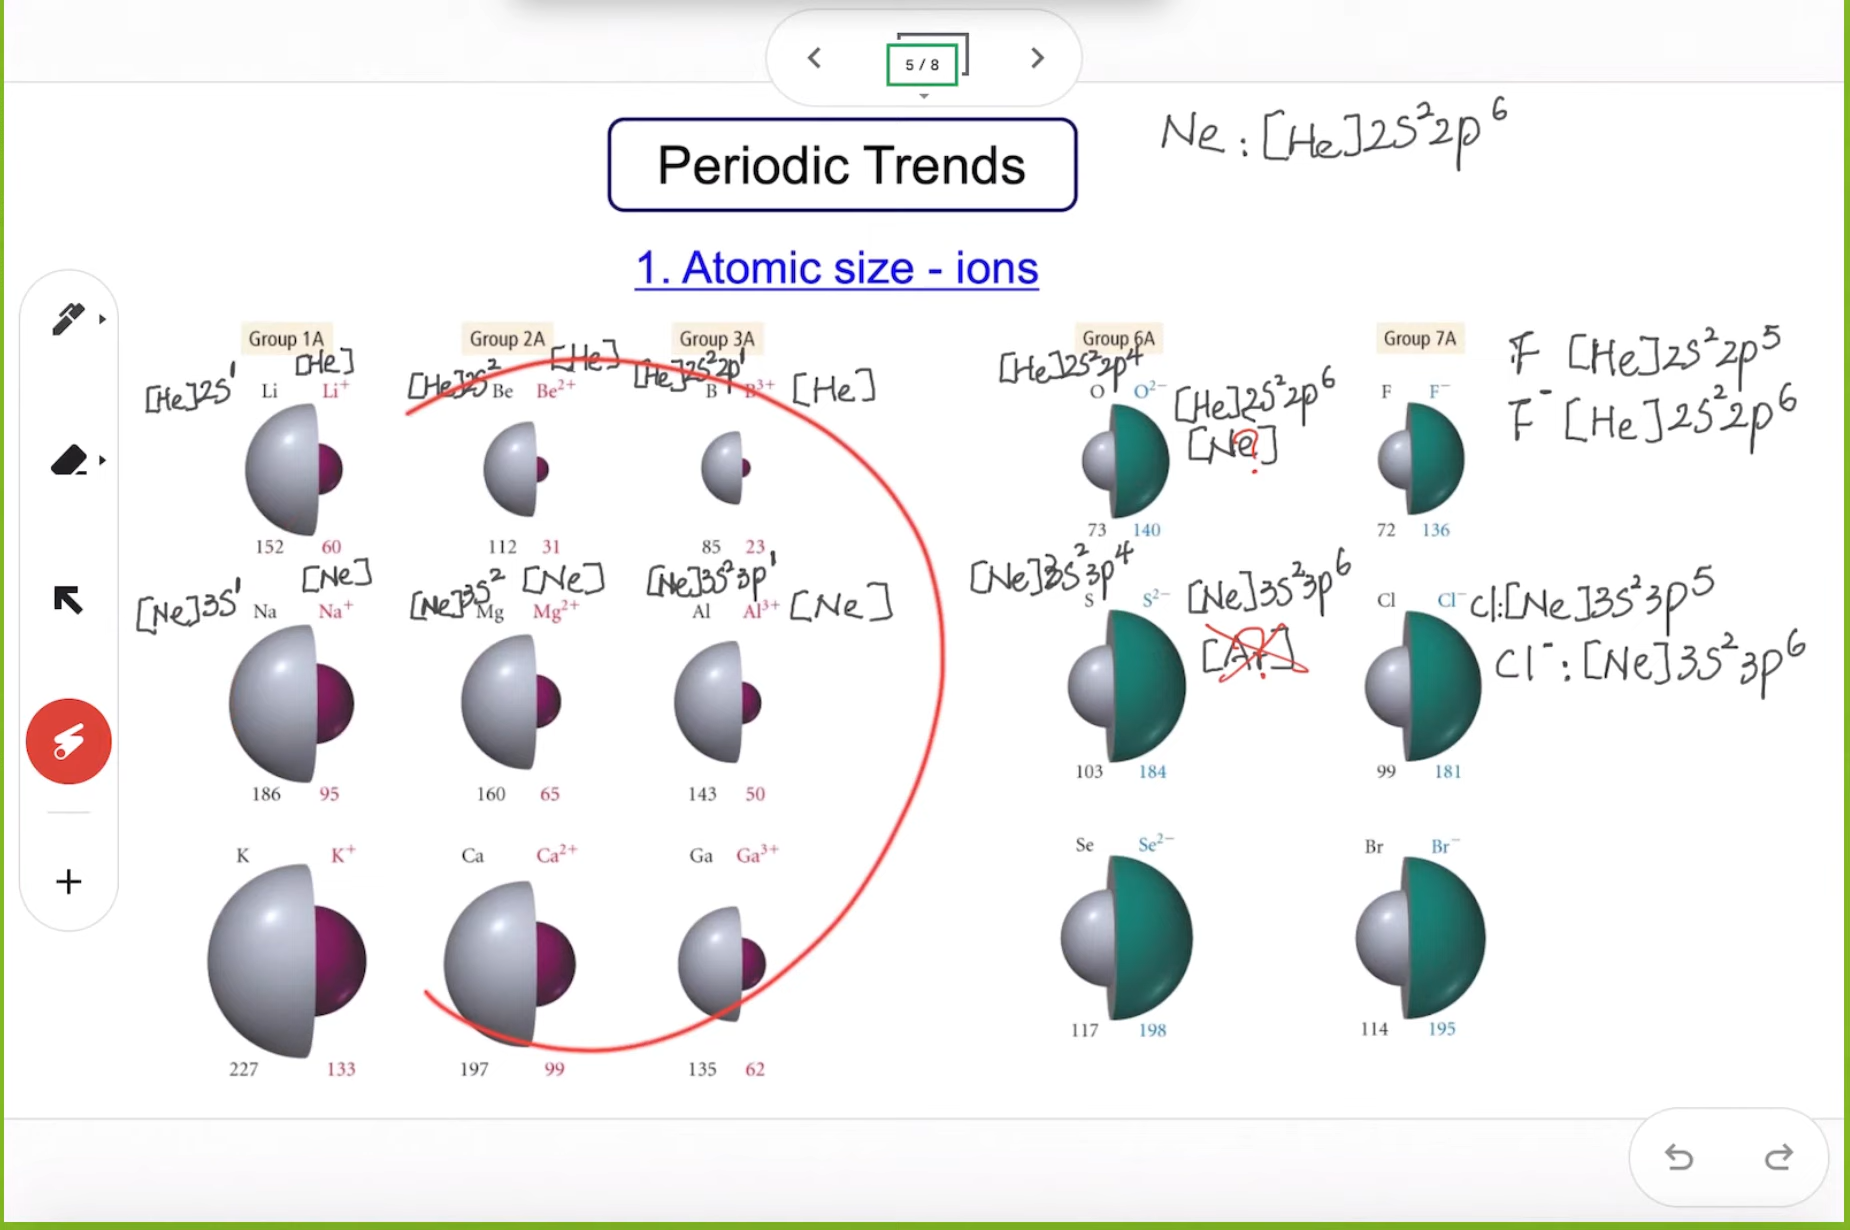 5 / 8
Ne : [He]2s²2p⁶
Periodic Trends
1. Atomic size - ions
Group 1A Group 2A Group 3A Group 6A Group 7A
[He]2s¹ Li [He] Li⁺
[He]2s² Be [He] Be²⁺
[He]2s²2p¹ B B³⁺ [He]
[He]2s²2p⁴ O O²⁻ [He]2s²2p⁶
[Ne]?
F F⁻
F [He]2s²2p⁵
F⁻ [He]2s²2p⁶
152 60 112 31 85 23 73 140 72 136
[Ne]3s¹ Na [Ne] Na⁺
[Ne]3s² Mg [Ne] Mg²⁺
[Ne]3s²3p¹ Al Al³⁺ [Ne]
[Ne]3s²3p⁴ S S²⁻ [Ne]3s²3p⁶
[Ar]
Cl Cl⁻
Cl:[Ne]3s²3p⁵
Cl⁻:[Ne]3s²3p⁶
186 95 160 65 143 50 103 184 99 181
K K⁺ Ca Ca²⁺ Ga Ga³⁺ Se Se²⁻ Br Br⁻
227 133 197 99 135 62 117 198 114 195